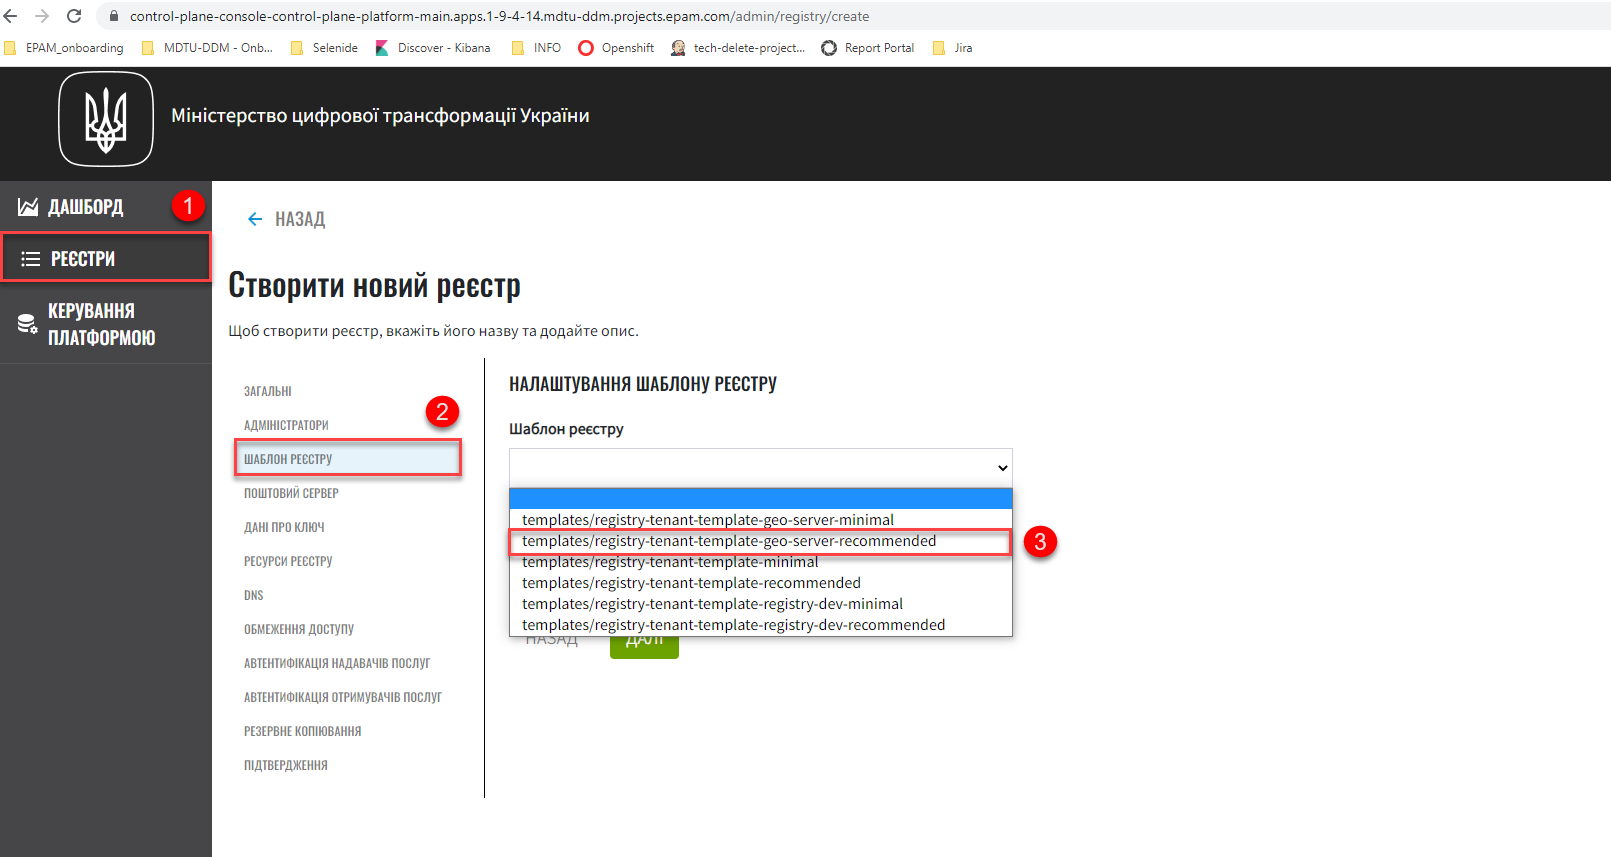 control-plane-console-control-plane-platform-main.apps.1-9-4-14.mdtu-ddm.projects.epam.com/admin/registry/create
EPAM_onboarding MDTU-DDM - Onb... Selenide Discover - Kibana INFO Openshift tech-delete-project... Report Portal Jira
Міністерство цифрової трансформації України
ДАШБОРД 1
РЕЄСТРИ
КЕРУВАННЯ
ПЛАТФОРМОЮ
НАЗАД
Створити новий реєстр
Щоб створити реєстр, вкажіть його назву та додайте опис.
ЗАГАЛЬНІ
АДМІНІСТРАТОРИ
2
ШАБЛОН РЕЄСТРУ
ПОШТОВИЙ СЕРВЕР
ДАНІ ПРО КЛЮЧ
РЕСУРСИ РЕЄСТРУ
DNS
ОБМЕЖЕННЯ ДОСТУПУ
АВТЕНТИФІКАЦІЯ НАДАВАЧІВ ПОСЛУГ
АВТЕНТИФІКАЦІЯ ОТРИМУВАЧІВ ПОСЛУГ
РЕЗЕРВНЕ КОПІЮВАННЯ
ПІДТВЕРДЖЕННЯ
НАЛАШТУВАННЯ ШАБЛОНУ РЕЄСТРУ
Шаблон реєстру
templates/registry-tenant-template-geo-server-minimal
templates/registry-tenant-template-geo-server-recommended 3
templates/registry-tenant-template-minimal
templates/registry-tenant-template-recommended
templates/registry-tenant-template-registry-dev-minimal
templates/registry-tenant-template-registry-dev-recommended
НАЗАД ДАЛІ